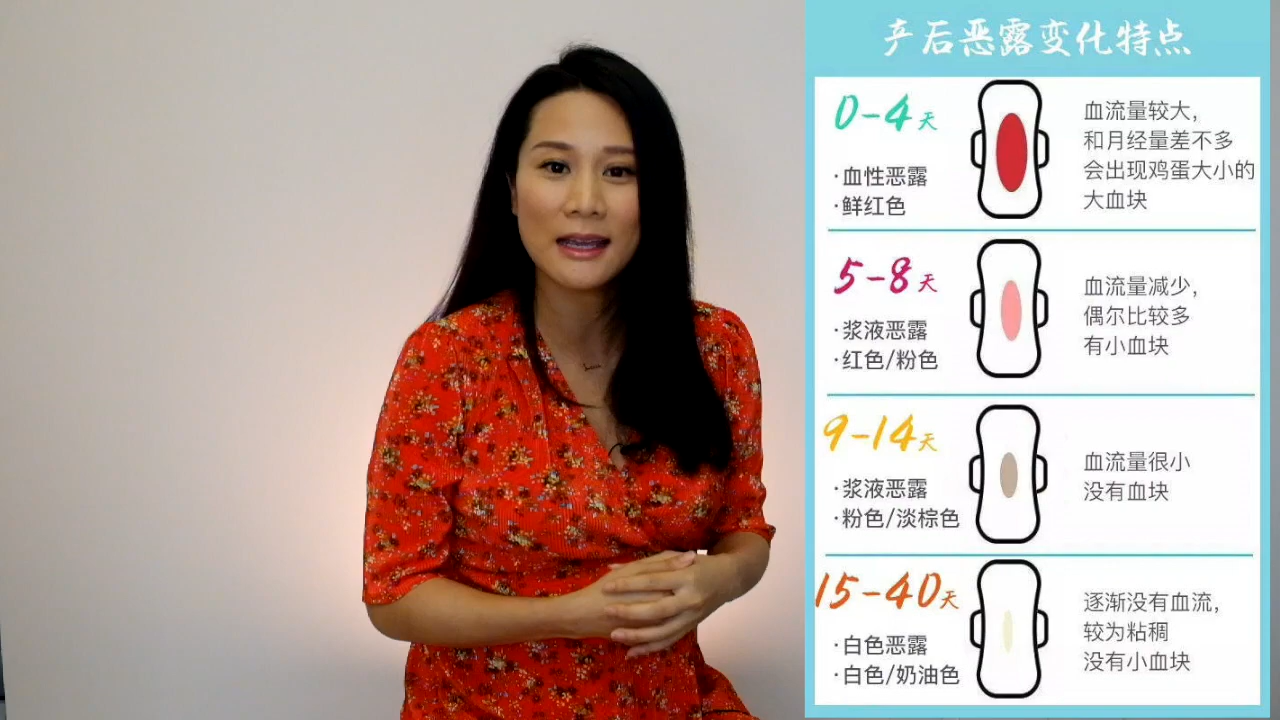 产后恶露变化特点
0-4天
·血性恶露
·鲜红色
血流量较大,
和月经量差不多
会出现鸡蛋大小的
大血块
5-8天
·浆液恶露
·红色/粉色
血流量减少,
偶尔比较多
有小血块
9-14天
·浆液恶露
·粉色/淡棕色
血流量很小
没有血块
15-40天
·白色恶露
·白色/奶油色
逐渐没有血流,
较为粘稠
没有小血块